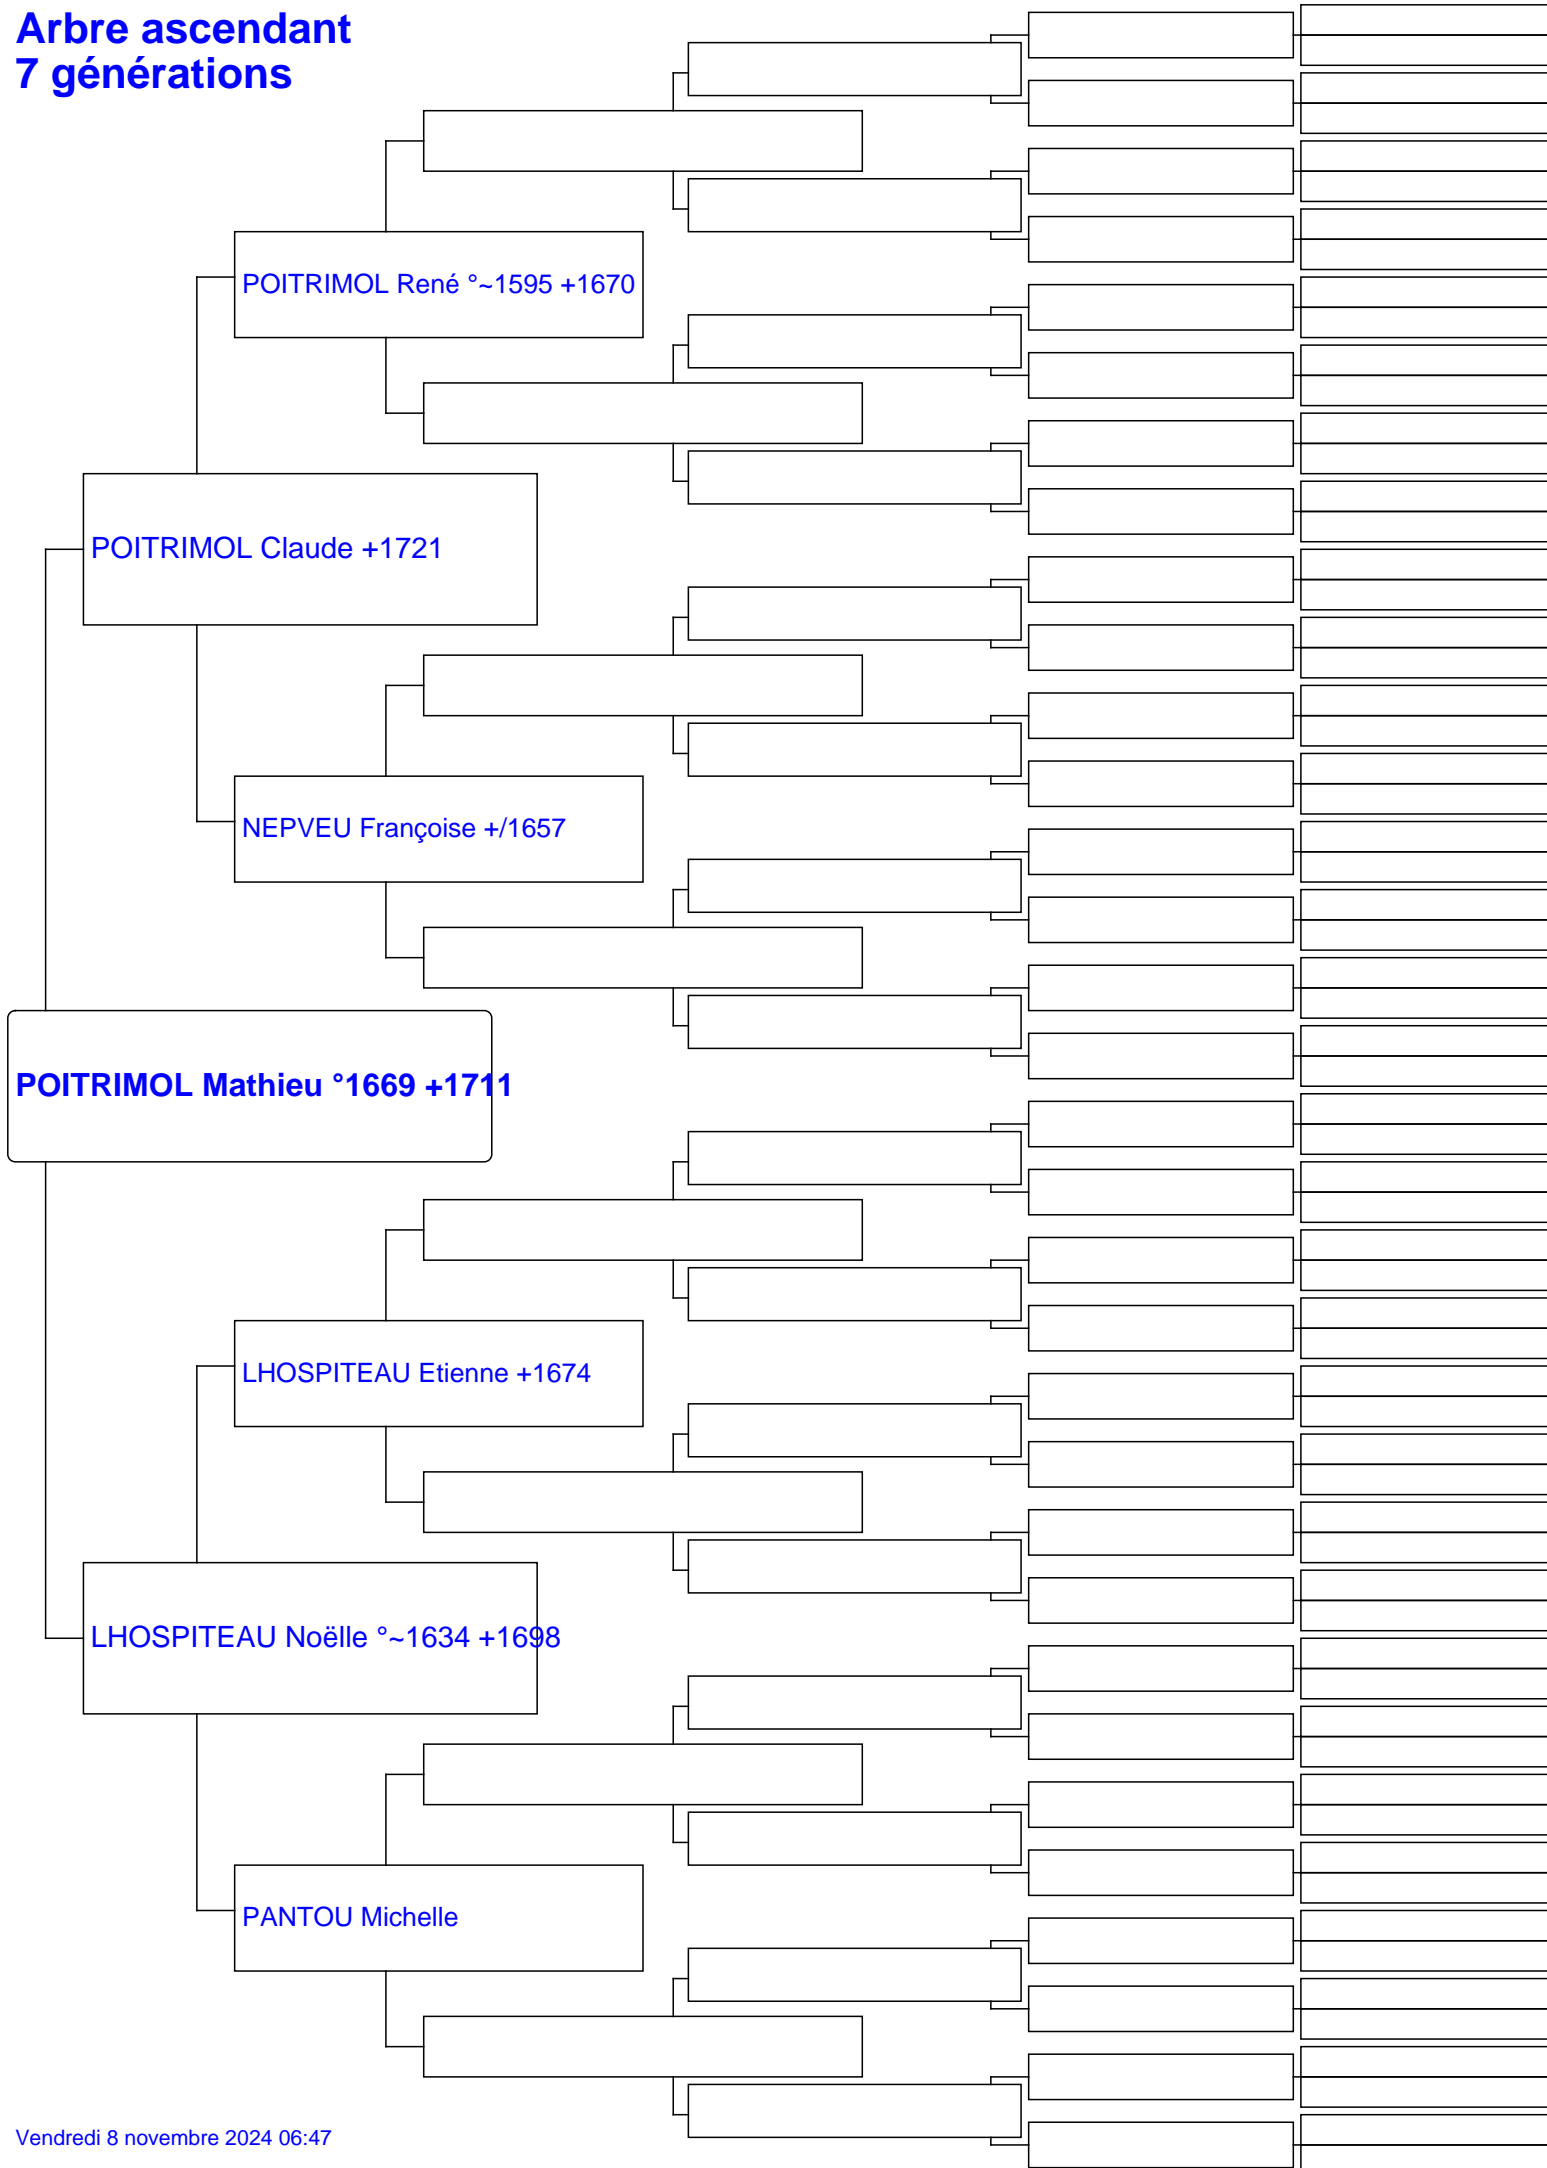 Arbre ascendant
7 générations
POITRIMOL René °~1595 +1670
POITRIMOL Claude +1721
NEPVEU Françoise +/1657
POITRIMOL Mathieu °1669 +1711
LHOSPITEAU Etienne +1674
LHOSPITEAU Noëlle °~1634 +1698
PANTOU Michelle
Vendredi 8 novembre 2024 06:47